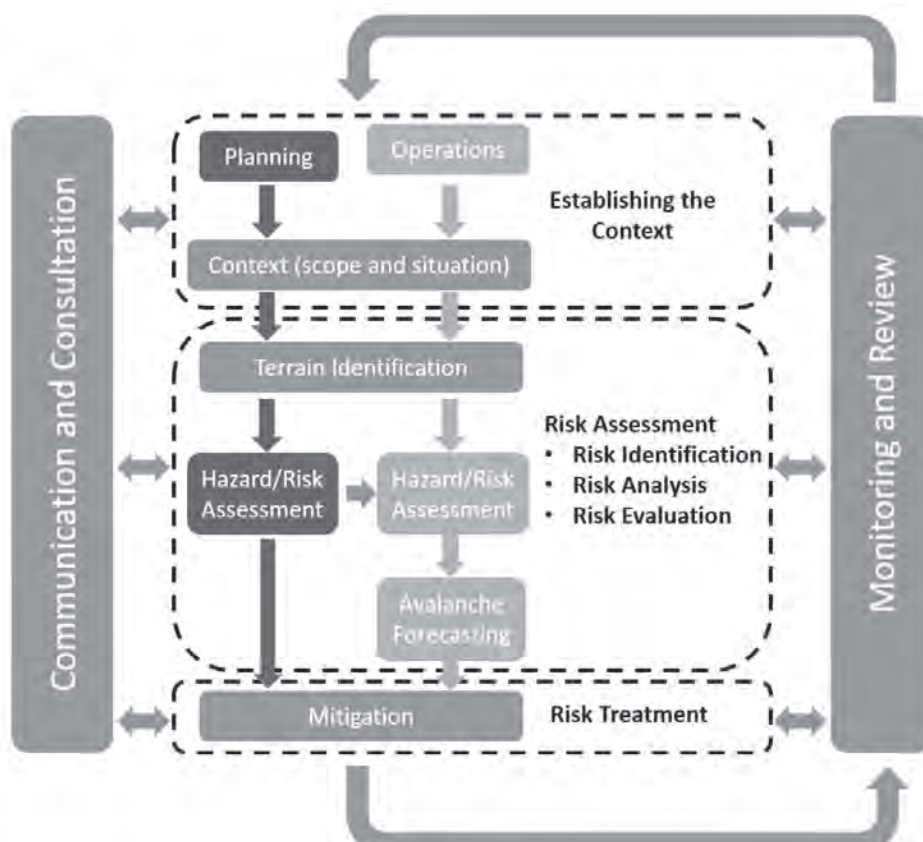 Communication and Consultation
Planning
Operations
Establishing the
Context
Context (scope and situation)
Terrain Identification
Hazard/Risk
Assessment
Hazard/Risk
Assessment
Risk Assessment
• Risk Identification
• Risk Analysis
• Risk Evaluation
Avalanche
Forecasting
Mitigation
Risk Treatment
Monitoring and Review